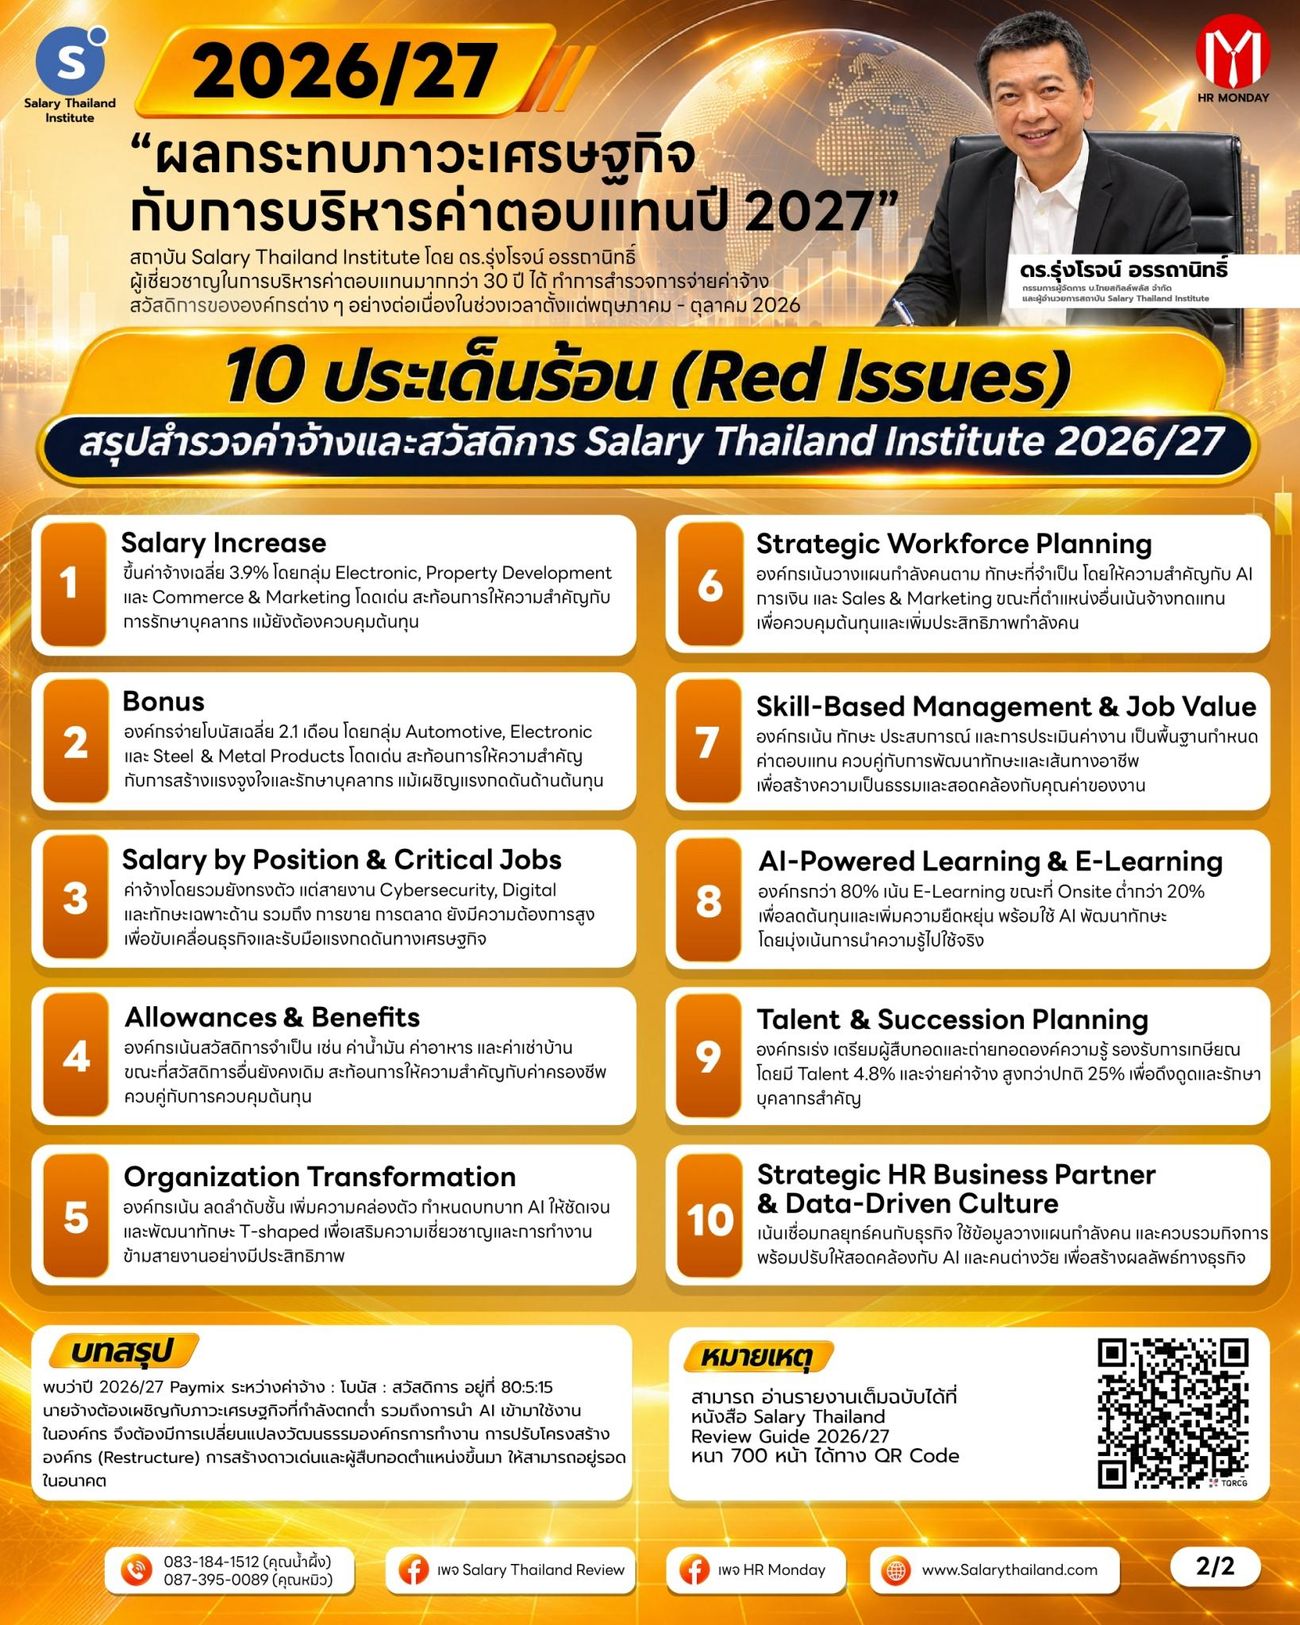 S
Salary Thailand
Institute
2026/27
HR MONDAY
“ผลกระทบภาวะเศรษฐกิจ
กับการบริหารค่าตอบแทนปี 2027”
สถาบัน Salary Thailand Institute โดย ดร.รุ่งโรจน์ อรรถานิทธิ์
ผู้เชี่ยวชาญในการบริหารค่าตอบแทนมากกว่า 30 ปี ได้ ทำการสำรวจการจ่ายค่าจ้าง
สวัสดิการขององค์กรต่าง ๆ อย่างต่อเนื่องในช่วงเวลาตั้งแต่พฤษภาคม - ตุลาคม 2026
ดร.รุ่งโรจน์ อรรถานิทธิ์
กรรมการผู้จัดการ บ.ไทยสกิลล์พลัส จำกัด
และผู้อำนวยการสถาบัน Salary Thailand Institute
10 ประเด็นร้อน (Red Issues)
สรุปสำรวจค่าจ้างและสวัสดิการ Salary Thailand Institute 2026/27
1
Salary Increase
ขึ้นค่าจ้างเฉลี่ย 3.9% โดยกลุ่ม Electronic, Property Development
และ Commerce & Marketing โดดเด่น สะท้อนการให้ความสำคัญกับ
การรักษาบุคลากร แม้ยังต้องควบคุมต้นทุน
2
Bonus
องค์กรจ่ายโบนัสเฉลี่ย 2.1 เดือน โดยกลุ่ม Automotive, Electronic
และ Steel & Metal Products โดดเด่น สะท้อนการให้ความสำคัญ
กับการสร้างแรงจูงใจและรักษาบุคลากร แม้เผชิญแรงกดดันด้านต้นทุน
3
Salary by Position & Critical Jobs
ค่าจ้างโดยรวมยังทรงตัว แต่สายงาน Cybersecurity, Digital
และทักษะเฉพาะด้าน รวมถึง การขาย การตลาด ยังมีความต้องการสูง
เพื่อขับเคลื่อนธุรกิจและรับมือแรงกดดันทางเศรษฐกิจ
4
Allowances & Benefits
องค์กรเน้นสวัสดิการจำเป็น เช่น ค่าน้ำมัน ค่าอาหาร และค่าเช่าบ้าน
ขณะที่สวัสดิการอื่นยังคงเดิม สะท้อนการให้ความสำคัญกับค่าครองชีพ
ควบคู่กับการควบคุมต้นทุน
5
Organization Transformation
องค์กรเน้น ลดลำดับชั้น เพิ่มความคล่องตัว กำหนดบทบาท AI ให้ชัดเจน
และพัฒนาทักษะ T-shaped เพื่อเสริมความเชี่ยวชาญและการทำงาน
ข้ามสายงานอย่างมีประสิทธิภาพ
6
Strategic Workforce Planning
องค์กรเน้นวางแผนกำลังคนตาม ทักษะที่จำเป็น โดยให้ความสำคัญกับ AI
การเงิน และ Sales & Marketing ขณะที่ตำแหน่งอื่นเน้นจ้างทดแทน
เพื่อควบคุมต้นทุนและเพิ่มประสิทธิภาพกำลังคน
7
Skill-Based Management & Job Value
องค์กรเน้น ทักษะ ประสบการณ์ และการประเมินค่างาน เป็นพื้นฐานกำหนด
ค่าตอบแทน ควบคู่กับการพัฒนาทักษะและเส้นทางอาชีพ
เพื่อสร้างความเป็นธรรมและสอดคล้องกับคุณค่าของงาน
8
AI-Powered Learning & E-Learning
องค์กรกว่า 80% เน้น E-Learning ขณะที่ Onsite ต่ำกว่า 20%
เพื่อลดต้นทุนและเพิ่มความยืดหยุ่น พร้อมใช้ AI พัฒนาทักษะ
โดยมุ่งเน้นการนำความรู้ไปใช้จริง
9
Talent & Succession Planning
องค์กรเร่ง เตรียมผู้สืบทอดและถ่ายทอดองค์ความรู้ รองรับการเกษียณ
โดยมี Talent 4.8% และจ่ายค่าจ้าง สูงกว่าปกติ 25% เพื่อดึงดูดและรักษา
บุคลากรสำคัญ
10
Strategic HR Business Partner
& Data-Driven Culture
เน้นเชื่อมกลยุทธ์คนกับธุรกิจ ใช้ข้อมูลวางแผนกำลังคน และควบรวมกิจการ
พร้อมปรับให้สอดคล้องกับ AI และคนต่างวัย เพื่อสร้างผลลัพธ์ทางธุรกิจ
บทสรุป
พบว่าปี 2026/27 Paymix ระหว่างค่าจ้าง : โบนัส : สวัสดิการ อยู่ที่ 80:5:15
นายจ้างต้องเผชิญกับภาวะเศรษฐกิจที่กำลังตกต่ำ รวมถึงการนำ AI เข้ามาใช้งาน
ในองค์กร จึงต้องมีการเปลี่ยนแปลงวัฒนธรรมองค์กรการทำงาน การปรับโครงสร้าง
องค์กร (Restructure) การสร้างดาวเด่นและผู้สืบทอดตำแหน่งขึ้นมา ให้สามารถอยู่รอด
ในอนาคต
หมายเหตุ
สามารถ อ่านรายงานเต็มฉบับได้ที่
หนังสือ Salary Thailand
Review Guide 2026/27
หนา 700 หน้า ได้ทาง QR Code
TQRCG
083-184-1512 (คุณน้ำผึ้ง)
087-395-0089 (คุณหมิว)
เพจ Salary Thailand Review
เพจ HR Monday
www.Salarythailand.com
2/2